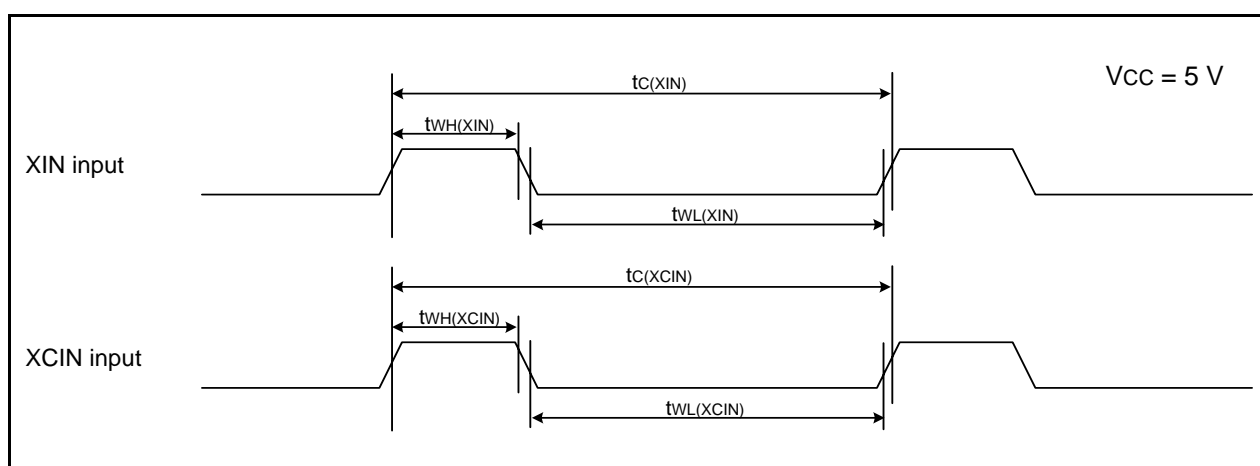 VCC = 5 V
tC(XIN)
tWH(XIN)
XIN input
tWL(XIN)
tC(XCIN)
tWH(XCIN)
XCIN input
tWL(XCIN)